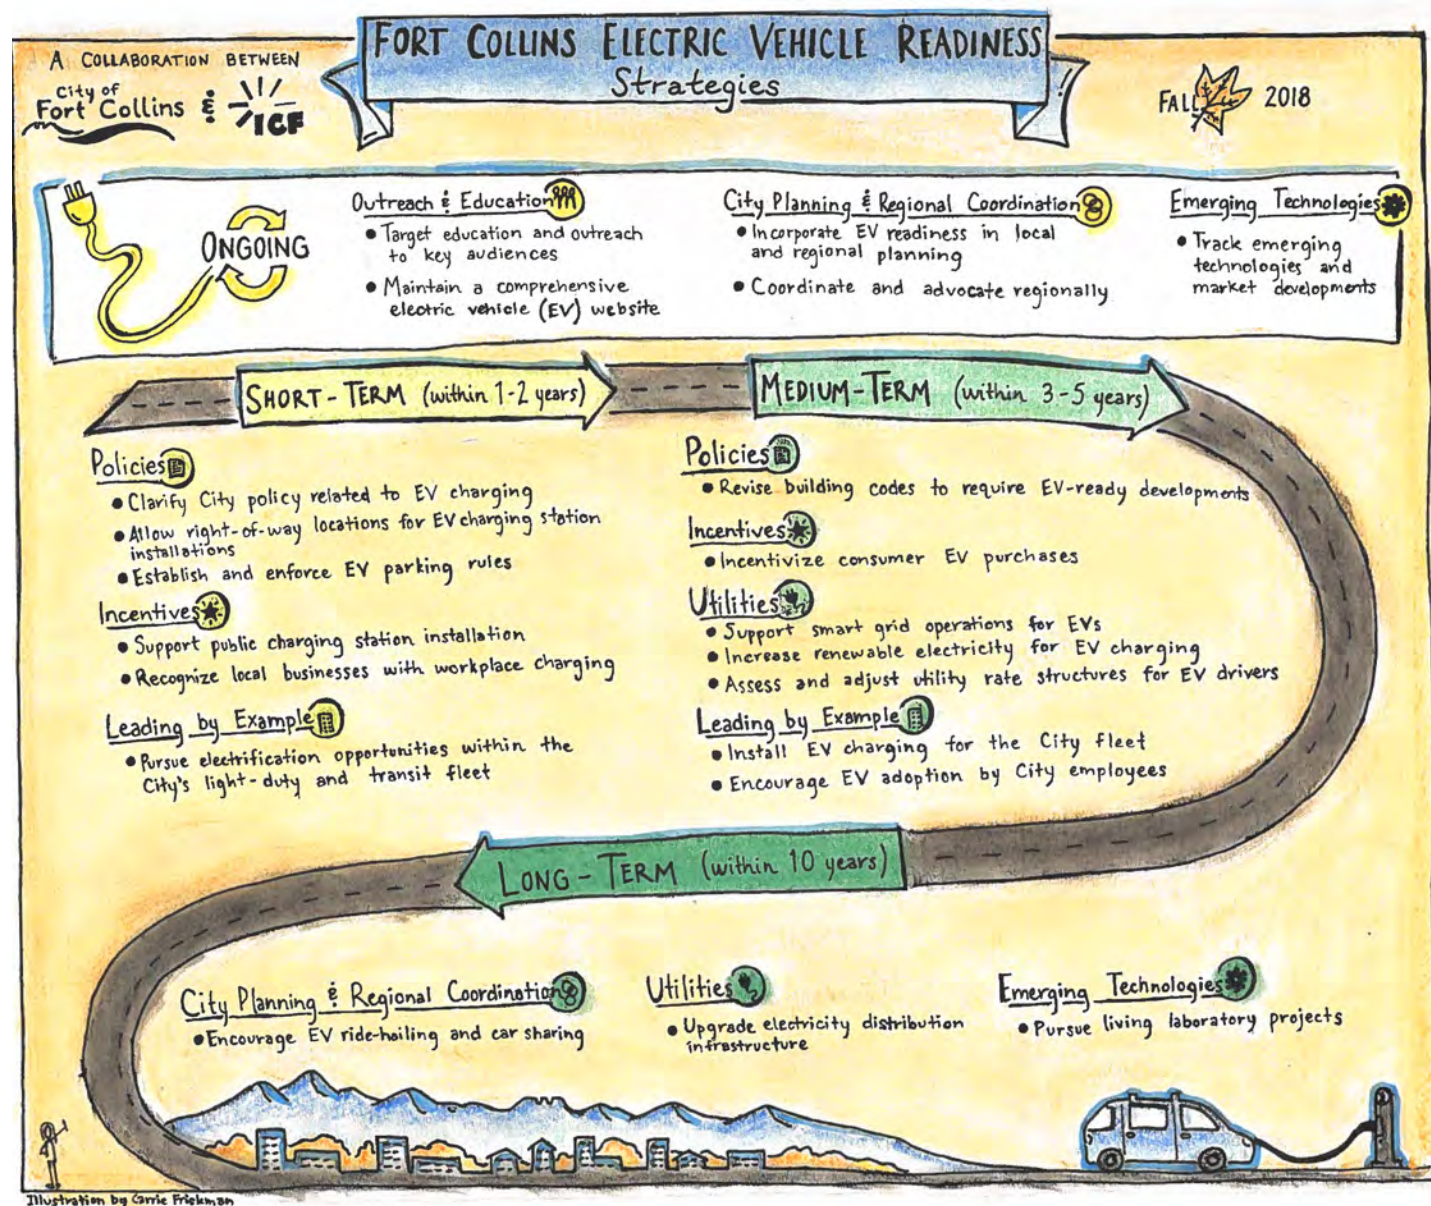 FORT COLLINS ELECTRIC VEHICLE READINESS
Strategies
A COLLABORATION BETWEEN
City of
Fort Collins & ICF
FALL 2018
ONGOING
Outreach & Education
• Target education and outreach
to key audiences
• Maintain a comprehensive
electric vehicle (EV) website
City Planning & Regional Coordination
• Incorporate EV readiness in local
and regional planning
• Coordinate and advocate regionally
Emerging Technologies
• Track emerging
technologies and
market developments
SHORT-TERM (within 1-2 years)
Policies
• Clarify City policy related to EV charging
• Allow right-of-way locations for EV charging station
installations
• Establish and enforce EV parking rules
Incentives
• Support public charging station installation
• Recognize local businesses with workplace charging
Leading by Example
• Pursue electrification opportunities within the
City's light-duty and transit fleet
MEDIUM-TERM (within 3-5 years)
Policies
• Revise building codes to require EV-ready developments
Incentives
• Incentivize consumer EV purchases
Utilities
• Support smart grid operations for EVs
• Increase renewable electricity for EV charging
• Assess and adjust utility rate structures for EV drivers
Leading by Example
• Install EV charging for the City fleet
• Encourage EV adoption by City employees
LONG-TERM (within 10 years)
City Planning & Regional Coordination
• Encourage EV ride-hailing and car sharing
Utilities
• Upgrade electricity distribution
infrastructure
Emerging Technologies
• Pursue living laboratory projects
Illustration by Carrie Friskman